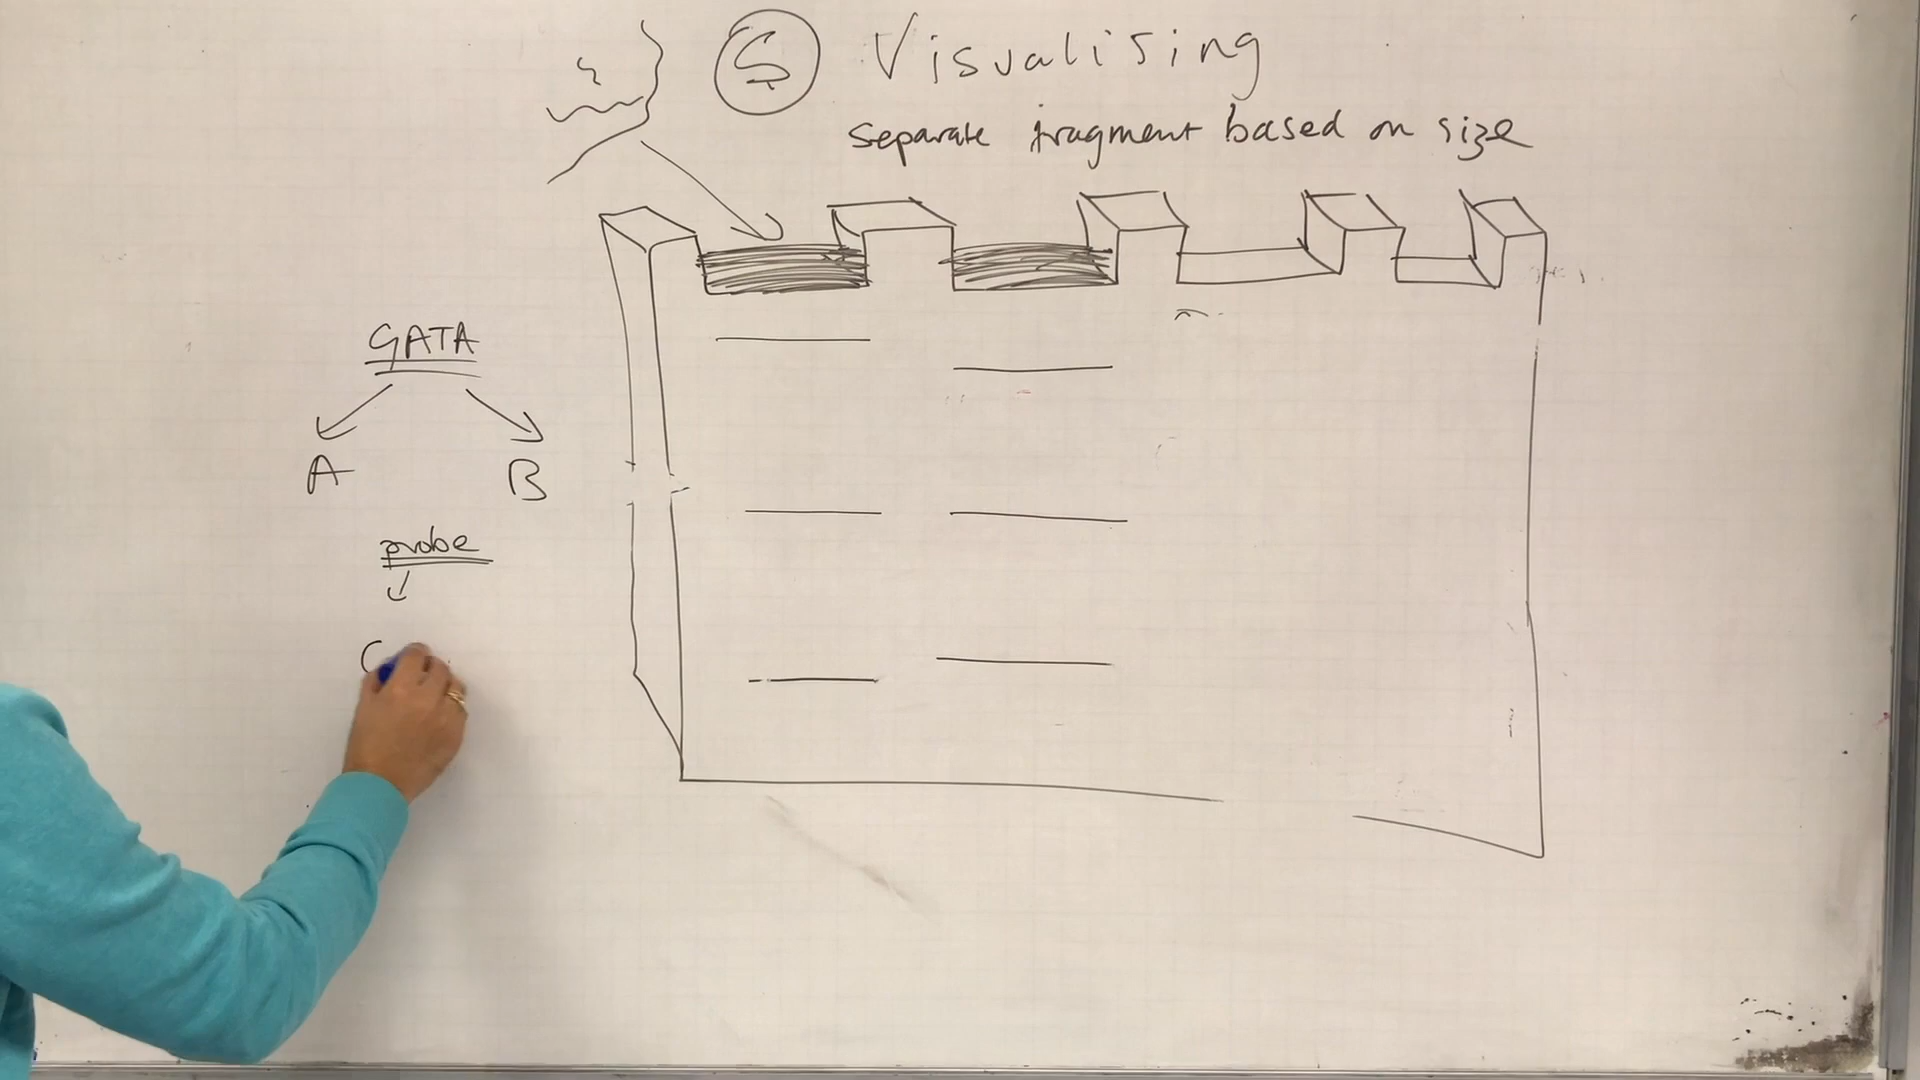 5 Visualising
separate fragment based on size
GATA
A B
probe
C